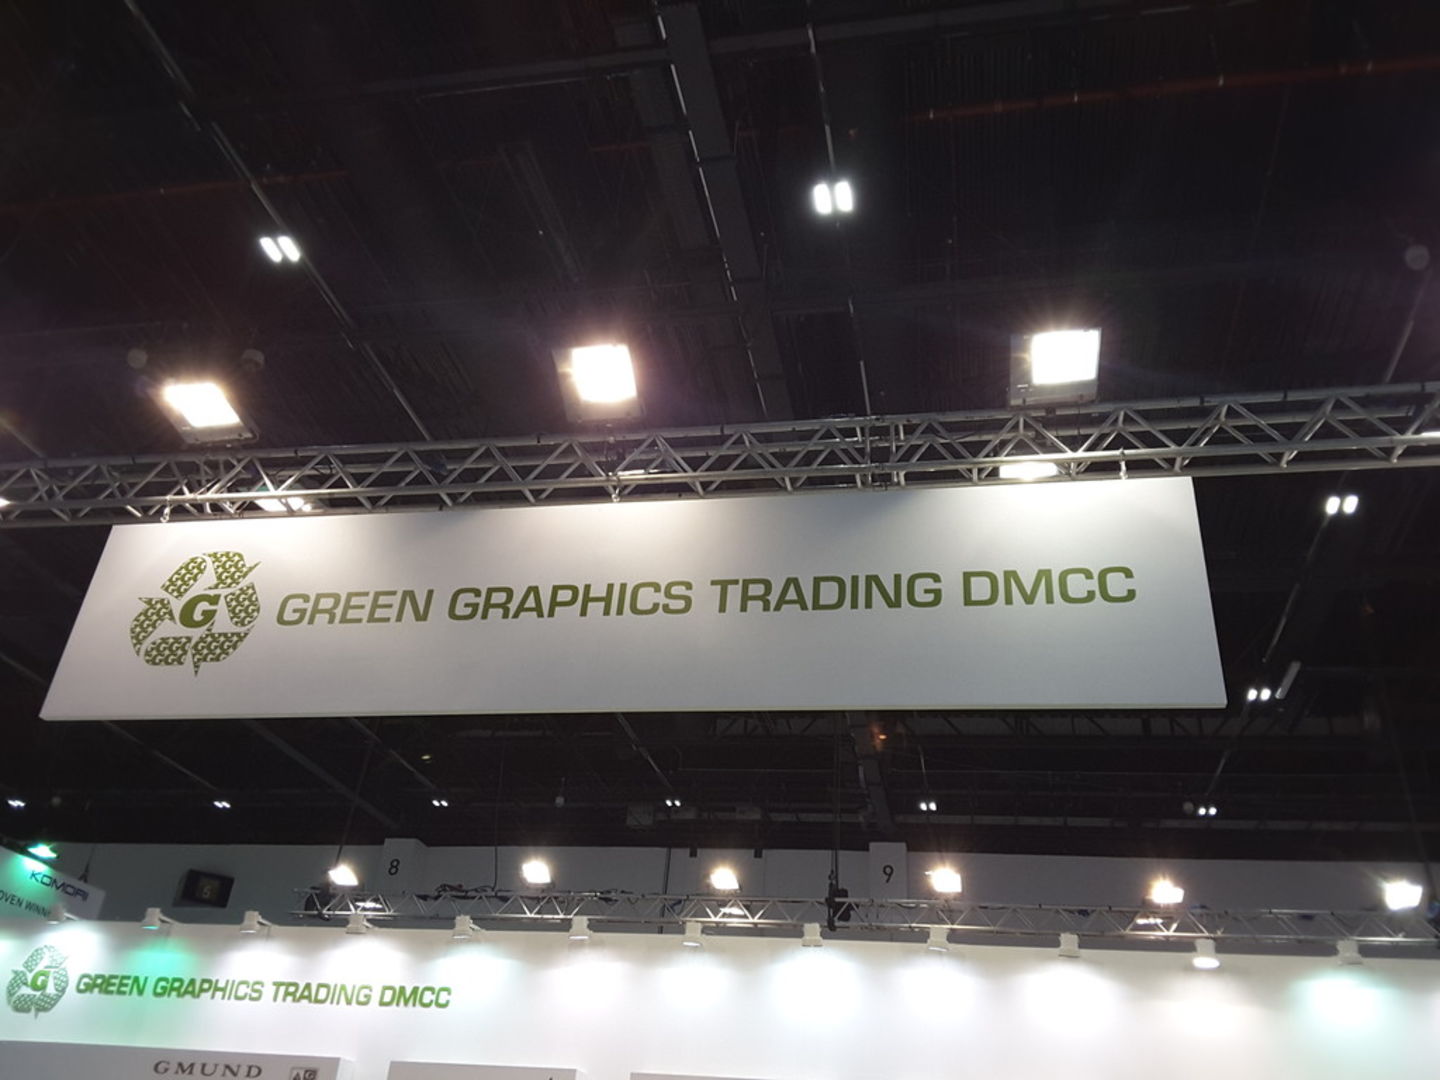 G GREEN GRAPHICS TRADING DMCC
8
9
KOMORI
G GREEN GRAPHICS TRADING DMCC
GMUND